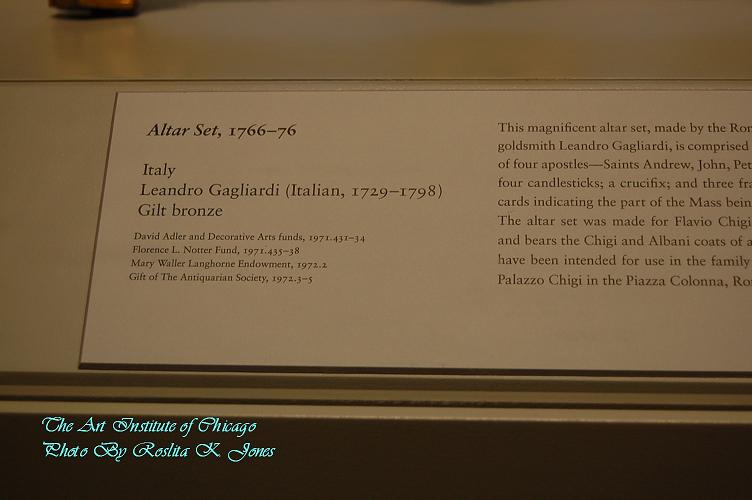 Altar Set, 1766–76
Italy
Leandro Gagliardi (Italian, 1729–1798)
Gilt bronze
David Adler and Decorative Arts funds, 1971.431–34
Florence L. Notter Fund, 1971.435–38
Mary Waller Langhorne Endowment, 1972.2
Gift of The Antiquarian Society, 1972.3–5
This magnificent altar set, made by the Ro
goldsmith Leandro Gagliardi, is comprised
of four apostles—Saints Andrew, John, Pet
four candlesticks; a crucifix; and three fra
cards indicating the part of the Mass bein
The altar set was made for Flavio Chigi
and bears the Chigi and Albani coats of a
have been intended for use in the family
Palazzo Chigi in the Piazza Colonna, Ro
The Art Institute of Chicago
Photo By Roslita K. Jones